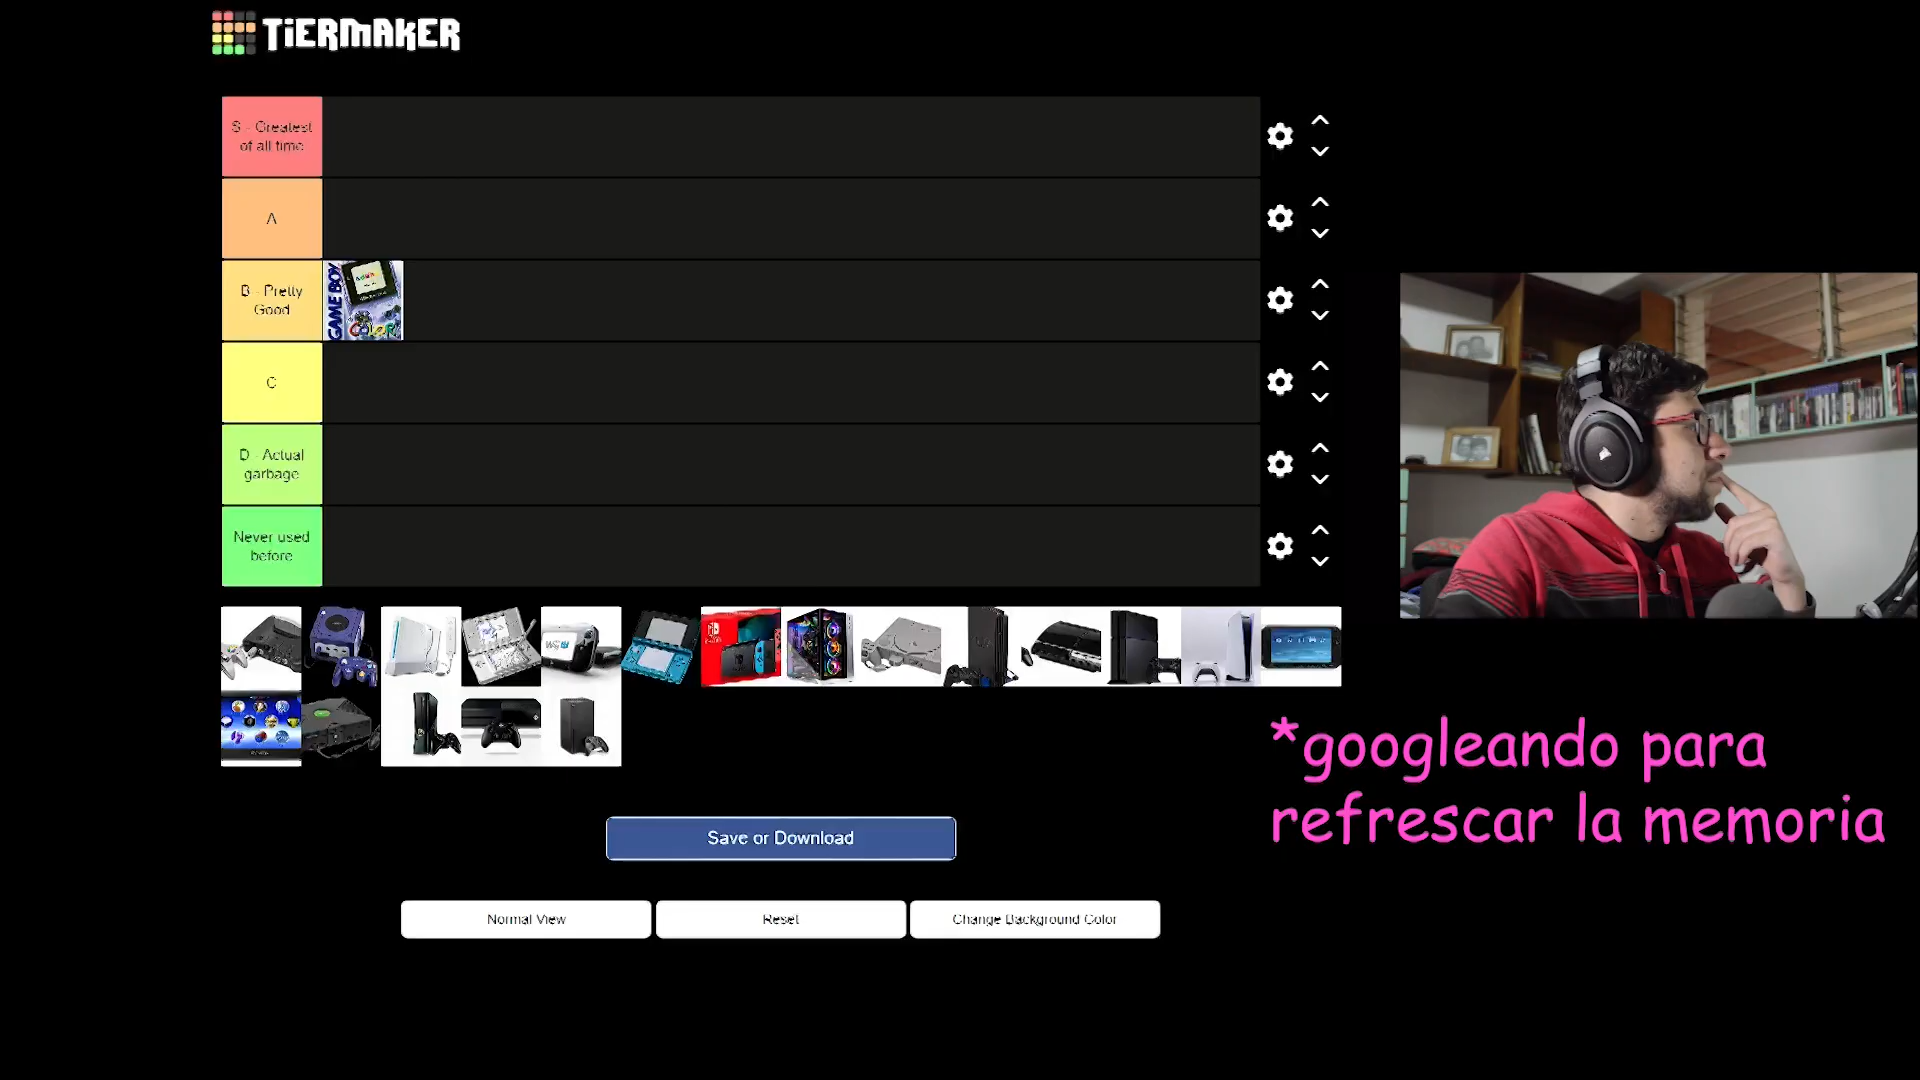 TiERMAKER
S - Greatest
of all time
A
B - Pretty
Good
GAME BOY
COLOR
C
D - Actual
garbage
Never used
before
*googleando para
refrescar la memoria
Save or Download
Normal View
Reset
Change Background Color